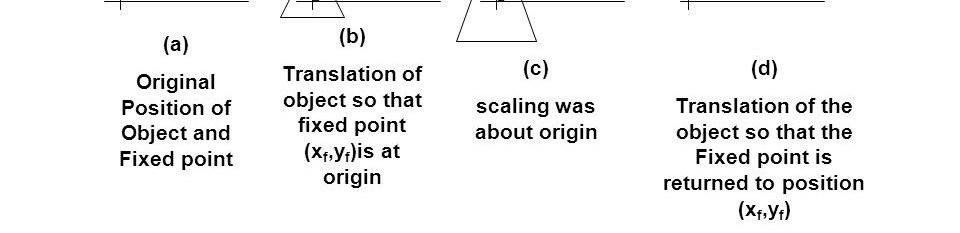 (a)
Original
Position of
Object and
Fixed point
(b)
Translation of
object so that
fixed point
(xf,yf)is at
origin
(c)
scaling was
about origin
(d)
Translation of the
object so that the
Fixed point is
returned to position
(xf,yf)